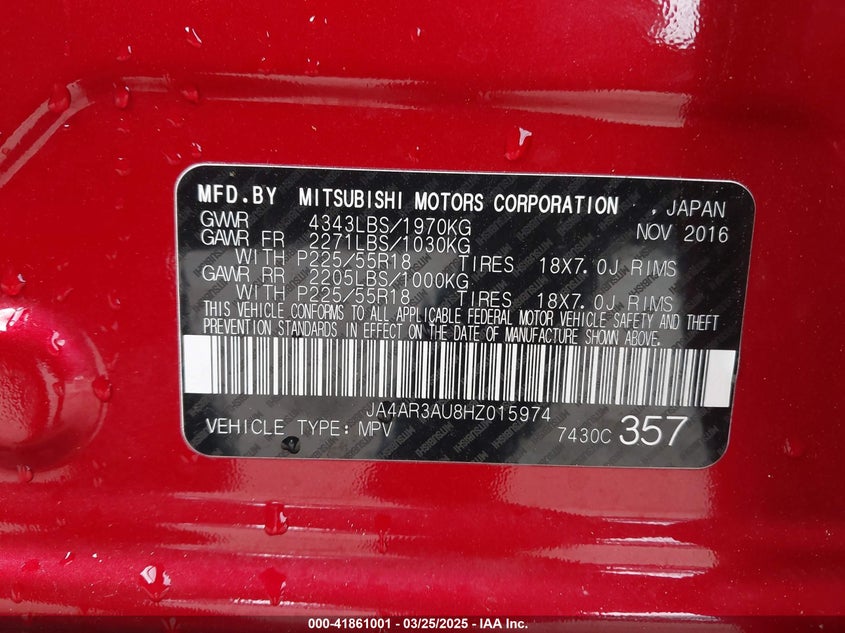 MFD.BY MITSUBISHI MOTORS CORPORATION , JAPAN
GVWR 4343LBS/1970KG NOV 2016
GAWR FR 2271LBS/1030KG
WITH P225/55R18 TIRES 18X7.0J RIMS
GAWR RR 2205LBS/1000KG
WITH P225/55R18 TIRES 18X7.0J RIMS
THIS VEHICLE CONFORMS TO ALL APPLICABLE FEDERAL MOTOR VEHICLE SAFETY AND THEFT
PREVENTION STANDARDS IN EFFECT ON THE DATE OF MANUFACTURE SHOWN ABOVE.
JA4AR3AU8HZ015974
VEHICLE TYPE: MPV 7430C 357
000-41861001 - 03/25/2025 - © IAA Inc.